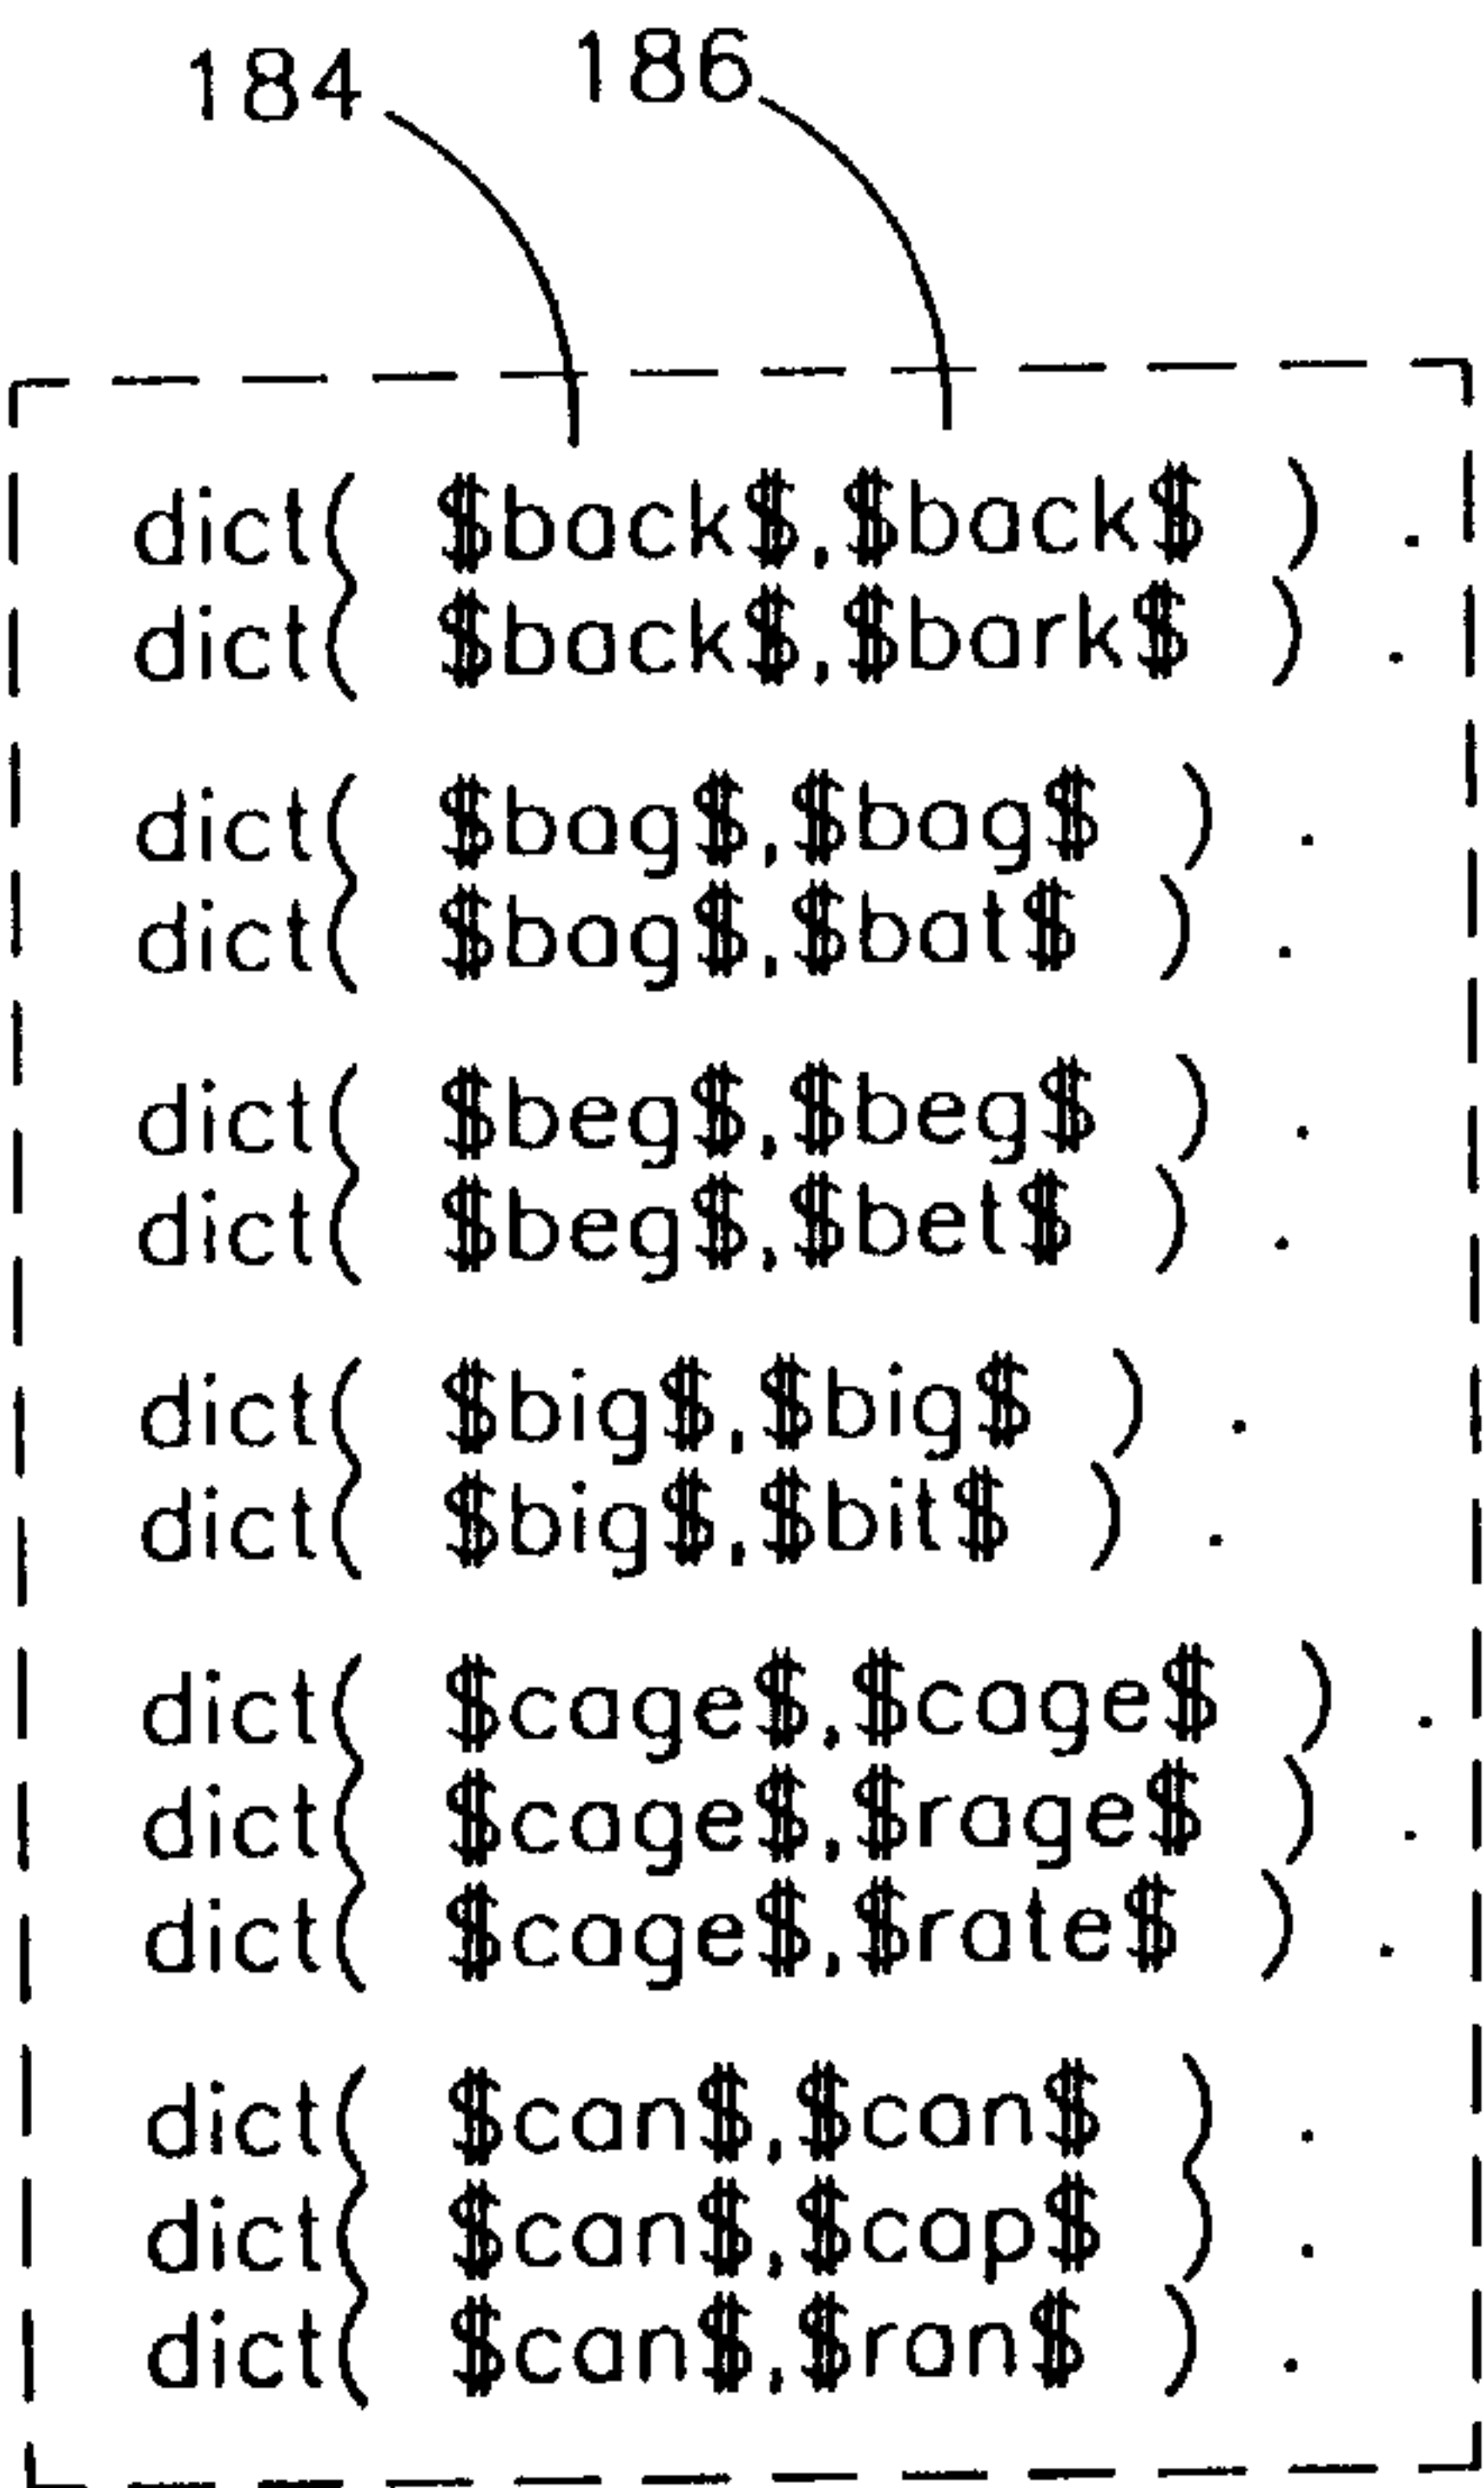 184 186
dict( $back$,$back$ ) .
dict( $back$,$bark$ ) .
dict( $bag$,$bag$ ) .
dict( $bag$,$bat$ ) .
dict( $beg$,$beg$ ) .
dict( $beg$,$bet$ ) .
dict( $big$,$big$ ) .
dict( $big$,$bit$ ) .
dict( $cage$,$cage$ ) .
dict( $cage$,$rage$ ) .
dict( $cage$,$rate$ ) .
dict( $can$,$can$ ) .
dict( $can$,$cap$ ) .
dict( $can$,$ran$ ) .